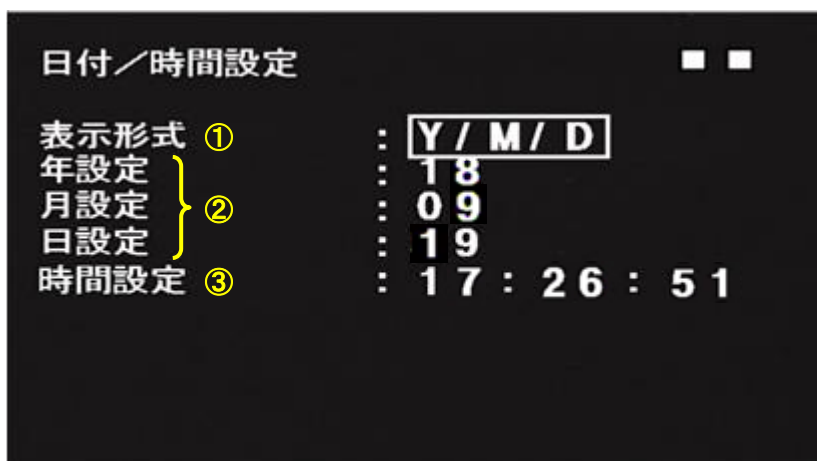 日付／時間設定
表示形式 ① : Y / M / D
年設定 : 18
月設定 ② : 09
日設定 : 19
時間設定 ③ : 17 : 26 : 51